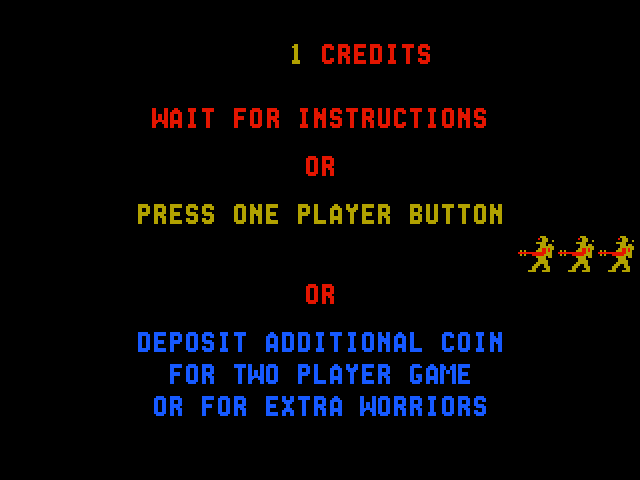 1 CREDITS
WAIT FOR INSTRUCTIONS
OR
PRESS ONE PLAYER BUTTON
OR
DEPOSIT ADDITIONAL COIN
FOR TWO PLAYER GAME
OR FOR EXTRA WORRIORS